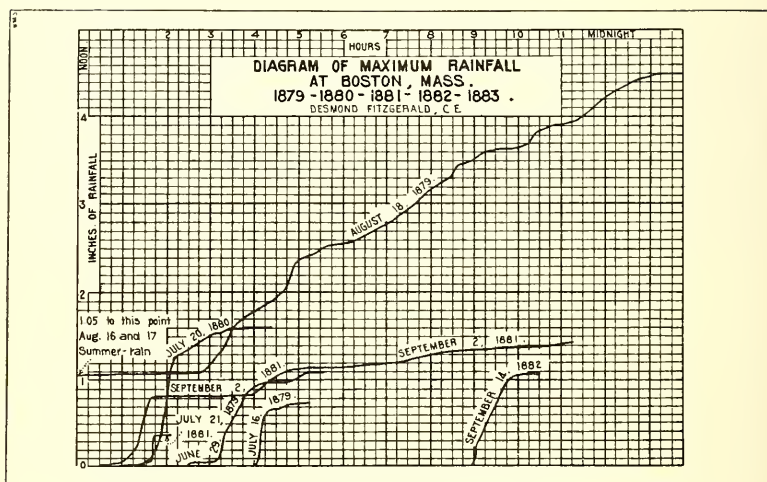 1 2 3 4 5 6 7 8 9 10 11 MIDNIGHT
HOURS
NOON
DIAGRAM OF MAXIMUM RAINFALL
AT BOSTON, MASS.
1879-1880-1881-1882-1883.
DESMOND FITZGERALD, C.E.
INCHES OF RAINFALL
4
3
2
1
0
AUGUST 18, 1879.
1.05 to this point
Aug. 16 and 17
Summer-rain
JULY 20, 1880
SEPTEMBER 2, 1881.
SEPTEMBER 2, 1881.
JULY 21,
1881.
JUNE 29, 1879
JULY 16 1879.
SEPTEMBER 14, 1882